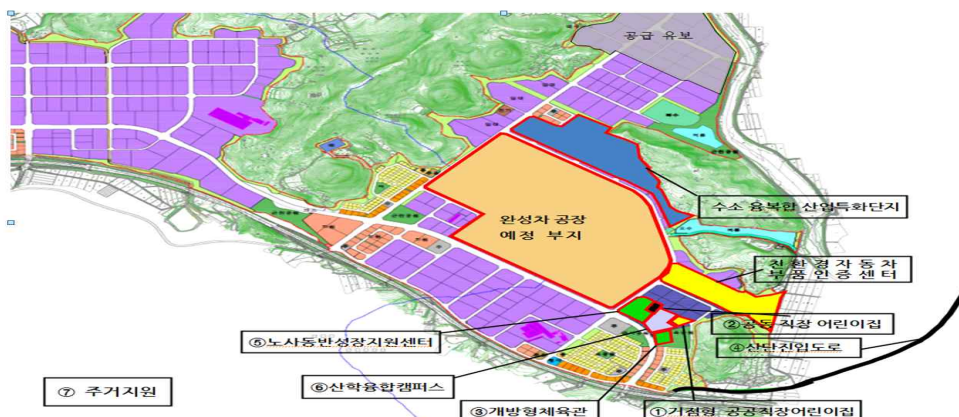 공급 유보
수소 융복합 산업특화단지
완성차 공장
예정 부지
친환경자동차
부품인증센터
②공동 직장 어린이집
⑤노사동반성장지원센터
④산단진입도로
⑦ 주거지원
⑥산학융합캠퍼스
③개방형체육관
①거점형 공공직장어린이집